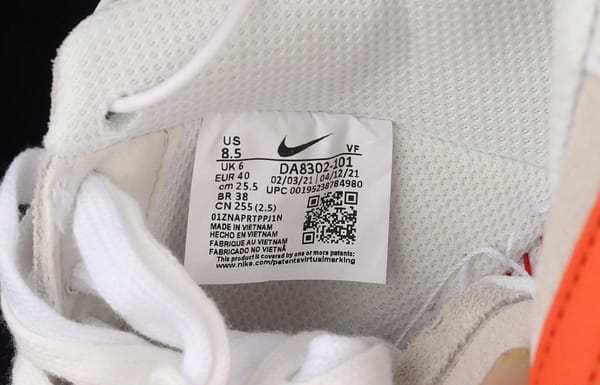 US
8.5 VF
UK 6 DA8302-101
EUR 40 02/03/21 | 04/12/21
cm 25.5 UPC 00195238784980
BR 38
CN 255 (2.5)
01ZNAPRTPPJ1N
MADE IN VIETNAM
HECHO EN VIETNAM
FABRIQUE AU VIETNAM
FABRICADO NO VIETNÃ
This product is covered by one or more patents:
www.nike.com/patentsvirtualmarking